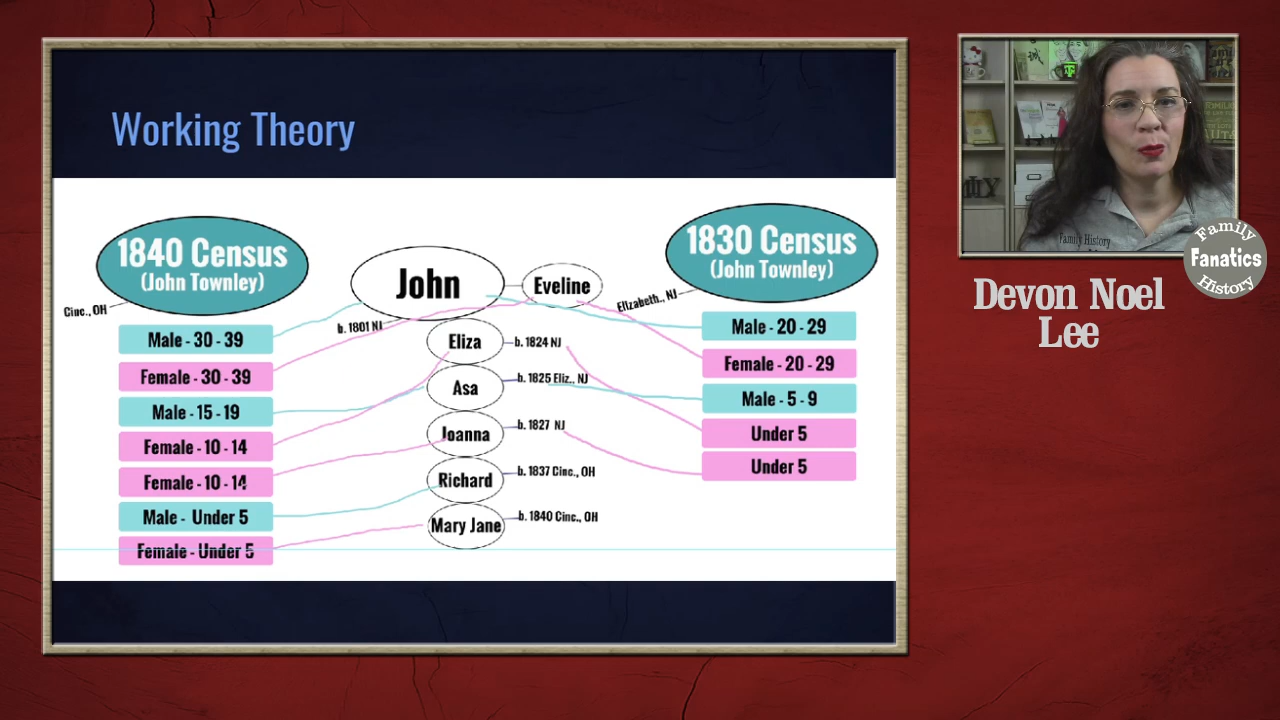 Working Theory
1840 Census
(John Townley)
Cinc., OH
Male - 30 - 39
Female - 30 - 39
Male - 15 - 19
Female - 10 - 14
Female - 10 - 14
Male - Under 5
Female - Under 5
John
Eveline
b. 1801 NJ
Eliza
b. 1824 NJ
Asa
b. 1825 Eliz., NJ
Joanna
b. 1827 NJ
Richard
b. 1837 Cinc., OH
Mary Jane
b. 1840 Cinc., OH
1830 Census
(John Townley)
Elizabeth., NJ
Male - 20 - 29
Female - 20 - 29
Male - 5 - 9
Under 5
Under 5
Family History
Family
Fanatics
History
Devon Noel
Lee